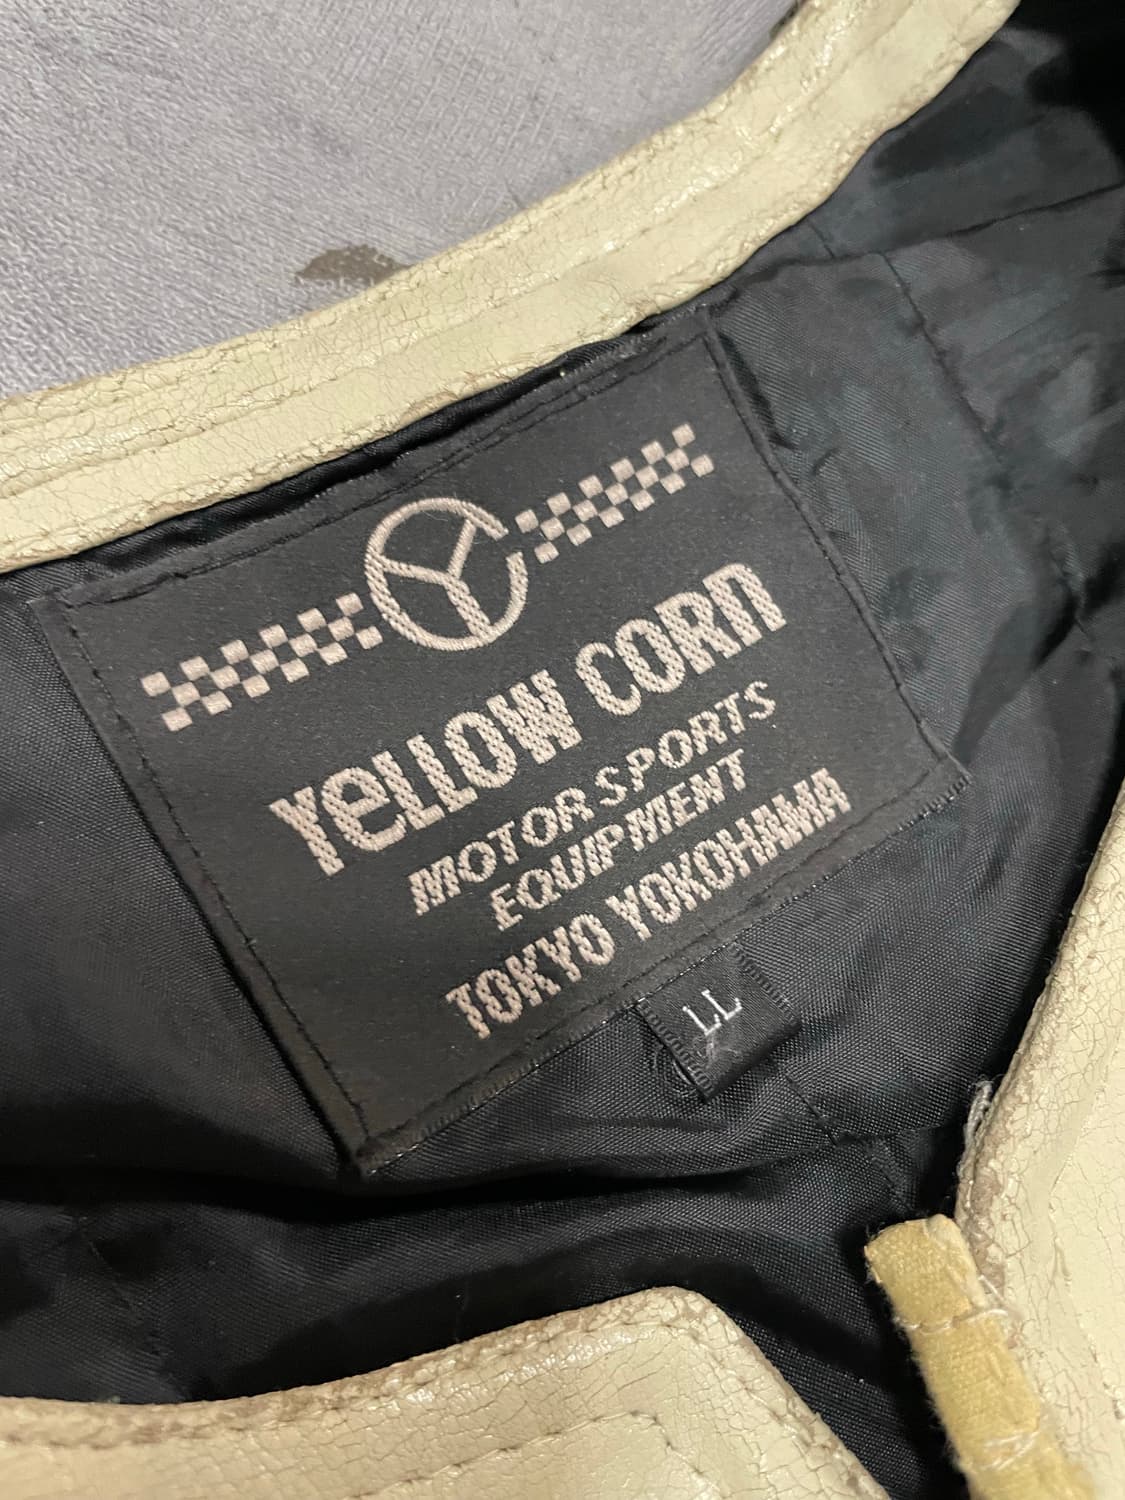 YeLLOW CORn
MOTOR SPORTS
EQUIPMENT
TOKYO YOKOHAMA
LL